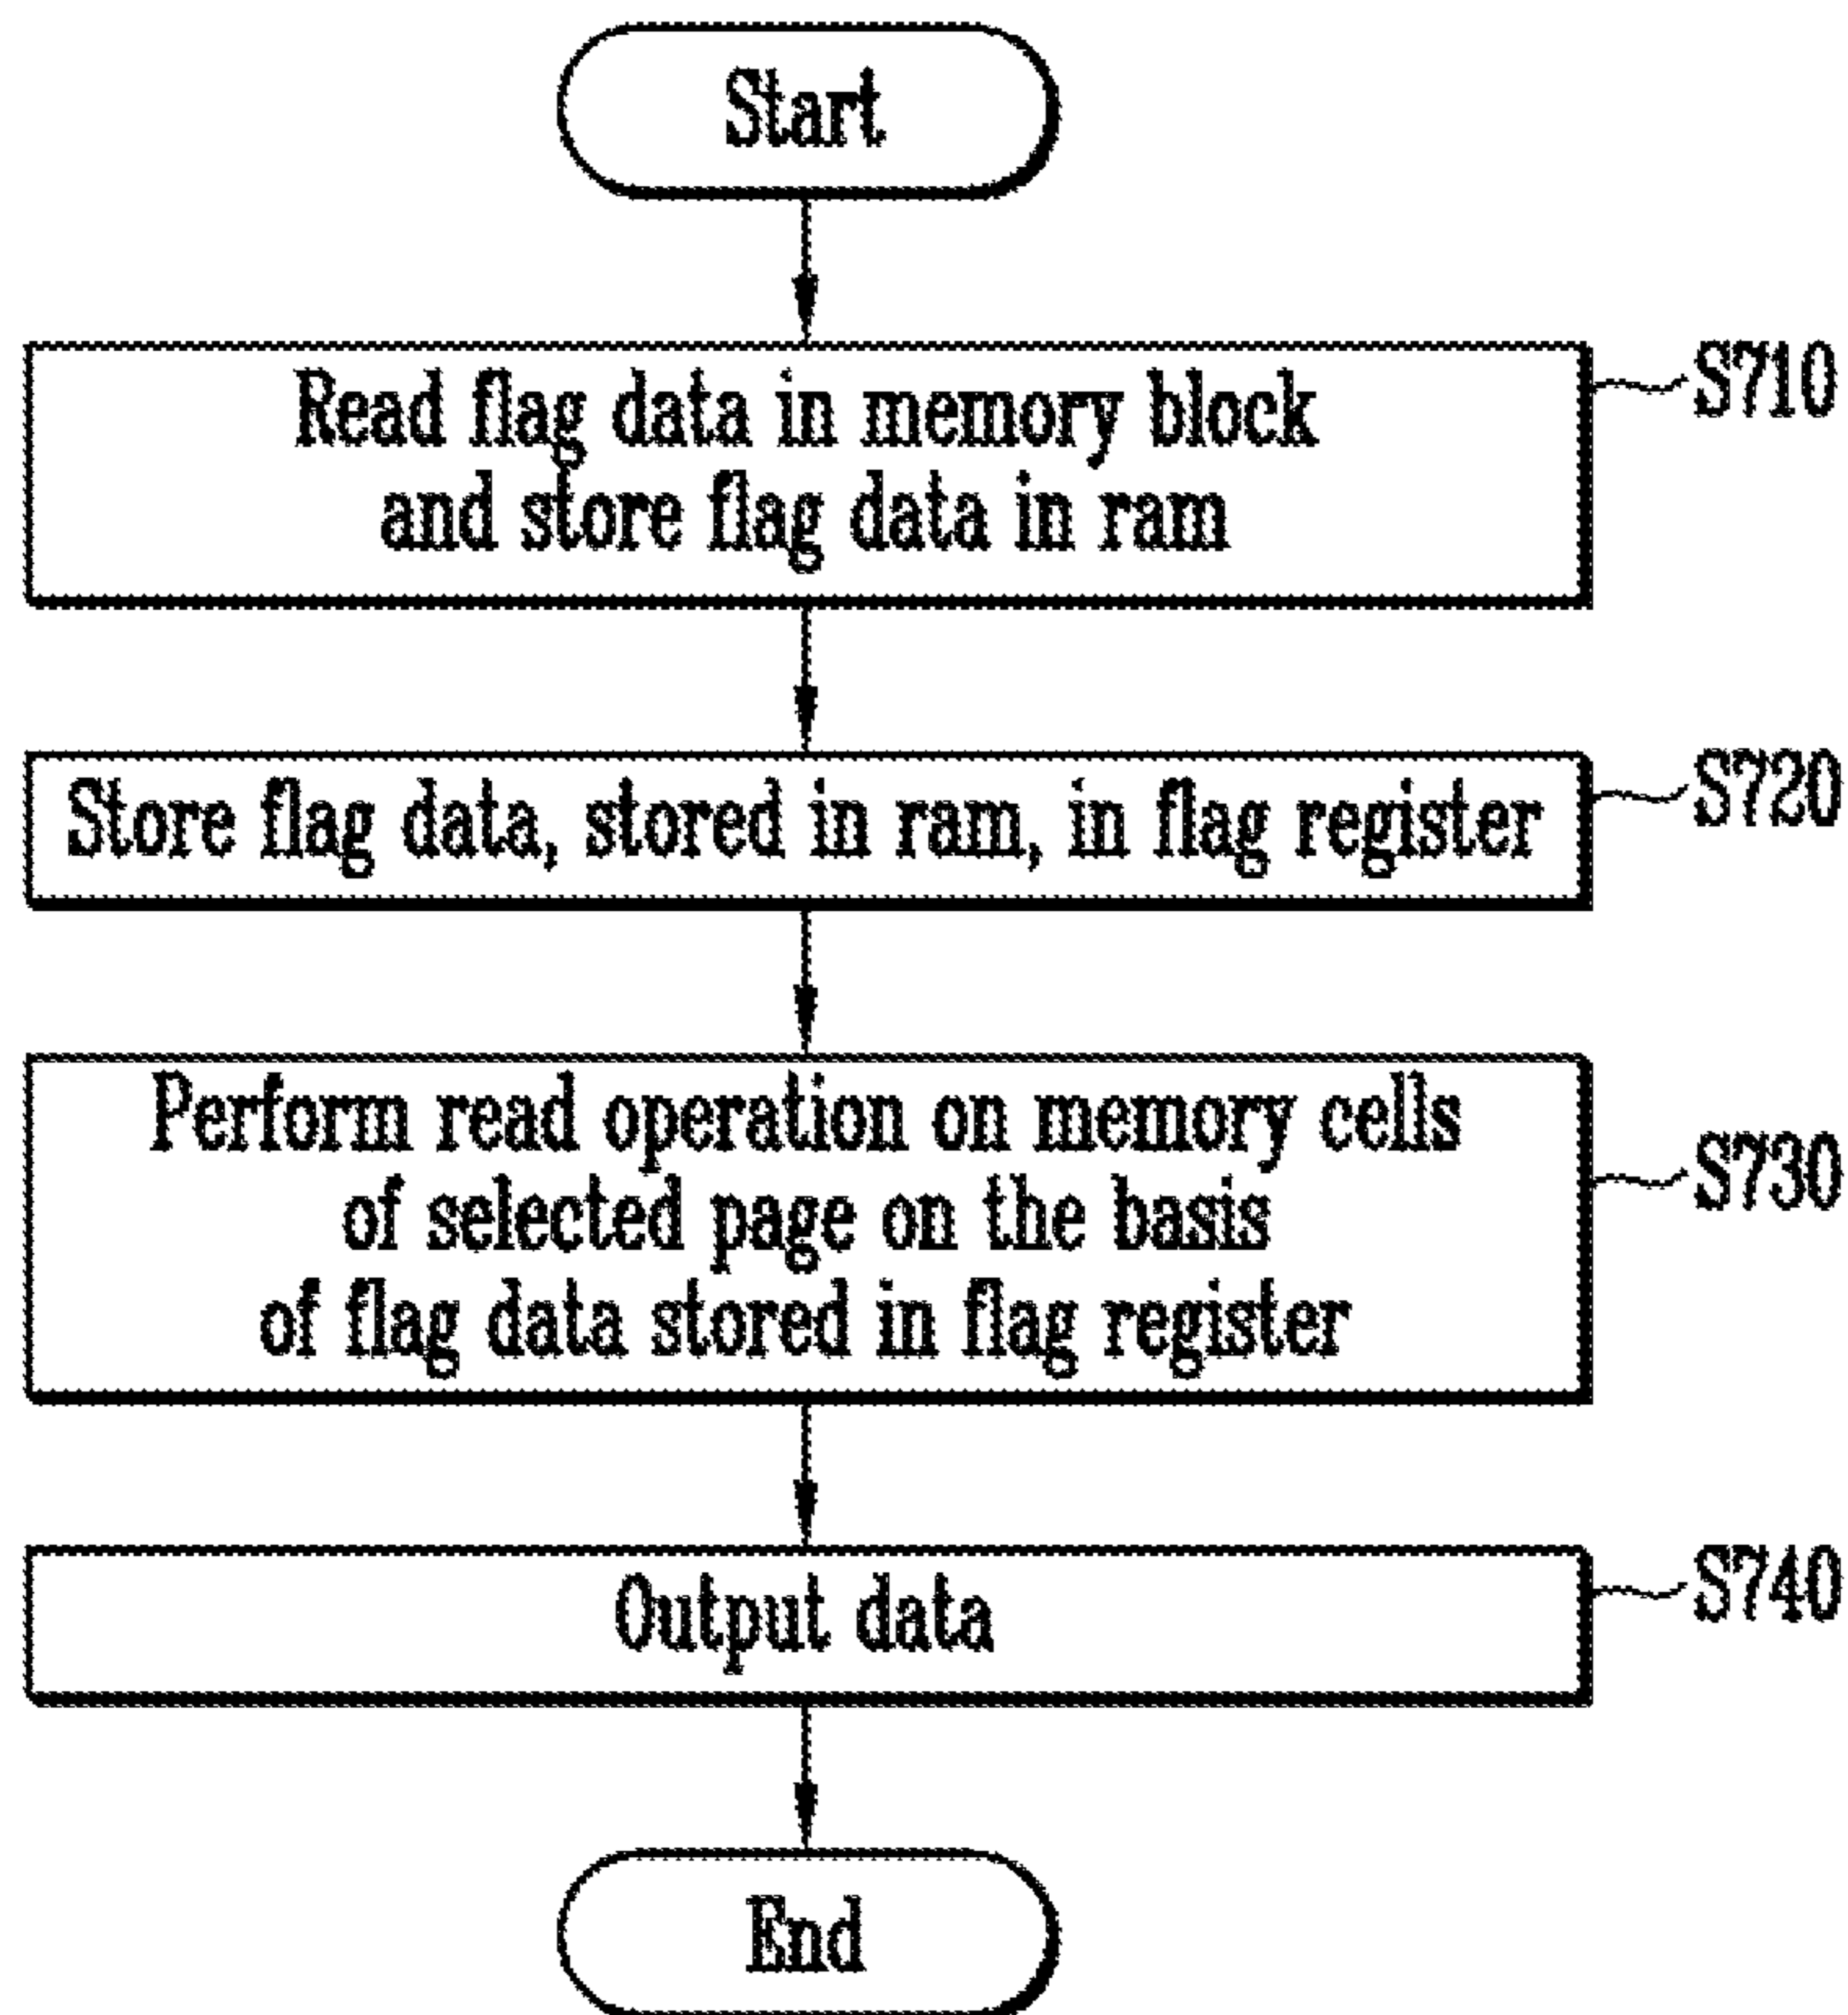 Start
Read flag data in memory block
and store flag data in ram
S710
Store flag data, stored in ram, in flag register
S720
Perform read operation on memory cells
of selected page on the basis
of flag data stored in flag register
S730
Output data
S740
End